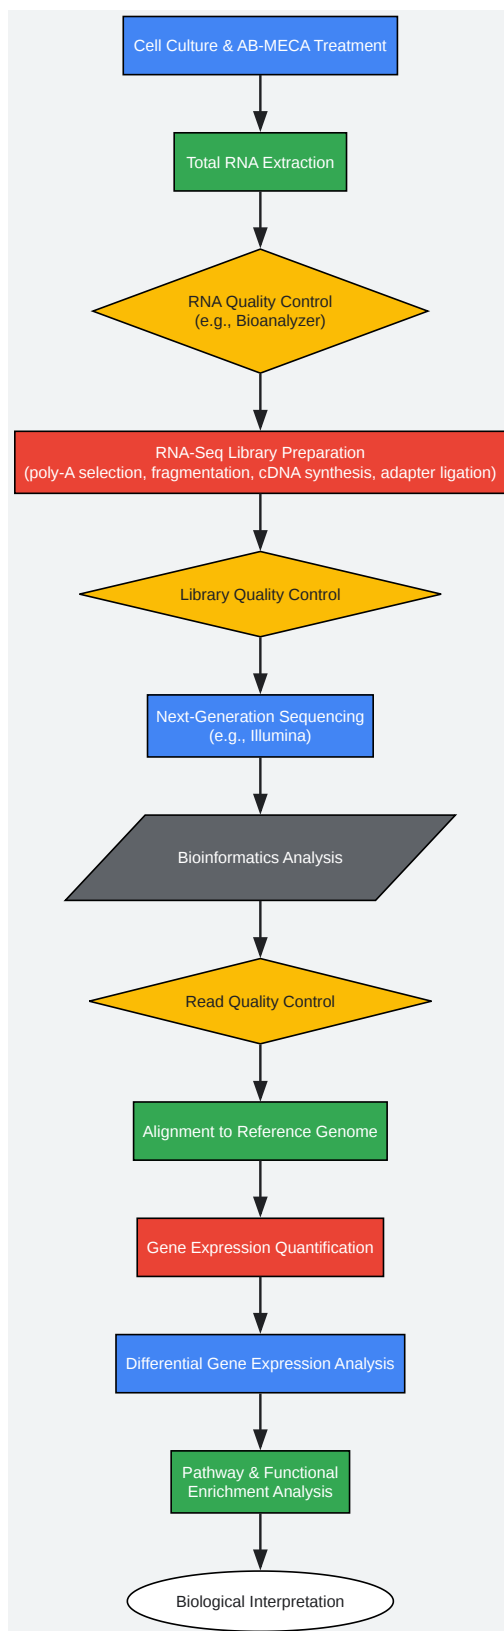 Cell Culture & AB-MECA Treatment
Total RNA Extraction
RNA Quality Control
(e.g., Bioanalyzer)
RNA-Seq Library Preparation
(poly-A selection, fragmentation, cDNA synthesis, adapter ligation)
Library Quality Control
Next-Generation Sequencing
(e.g., Illumina)
Bioinformatics Analysis
Read Quality Control
Alignment to Reference Genome
Gene Expression Quantification
Differential Gene Expression Analysis
Pathway & Functional
Enrichment Analysis
Biological Interpretation